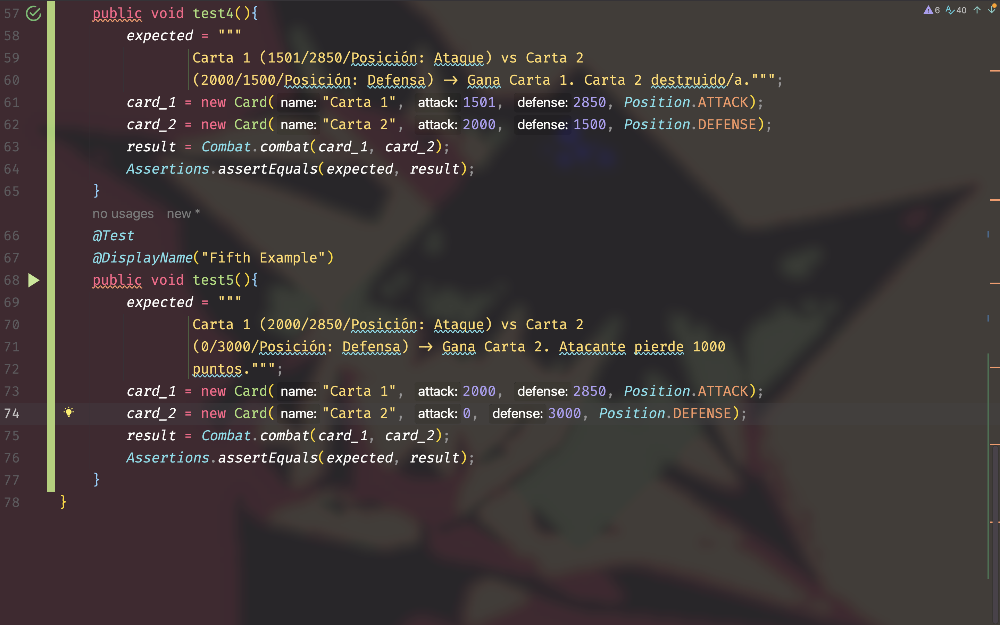 57 public void test4(){
6 40
58 expected = """
59 Carta 1 (1501/2850/Posición: Ataque) vs Carta 2
60 (2000/1500/Posición: Defensa) -> Gana Carta 1. Carta 2 destruido/a.""";
61 card_1 = new Card( name: "Carta 1", attack: 1501, defense: 2850, Position.ATTACK);
62 card_2 = new Card( name: "Carta 2", attack: 2000, defense: 1500, Position.DEFENSE);
63 result = Combat.combat(card_1, card_2);
64 Assertions.assertEquals(expected, result);
65 }
no usages new *
66 @Test
67 @DisplayName("Fifth Example")
68 public void test5(){
69 expected = """
70 Carta 1 (2000/2850/Posición: Ataque) vs Carta 2
71 (0/3000/Posición: Defensa) -> Gana Carta 2. Atacante pierde 1000
72 puntos.""";
73 card_1 = new Card( name: "Carta 1", attack: 2000, defense: 2850, Position.ATTACK);
74 card_2 = new Card( name: "Carta 2", attack: 0, defense: 3000, Position.DEFENSE);
75 result = Combat.combat(card_1, card_2);
76 Assertions.assertEquals(expected, result);
77 }
78 }